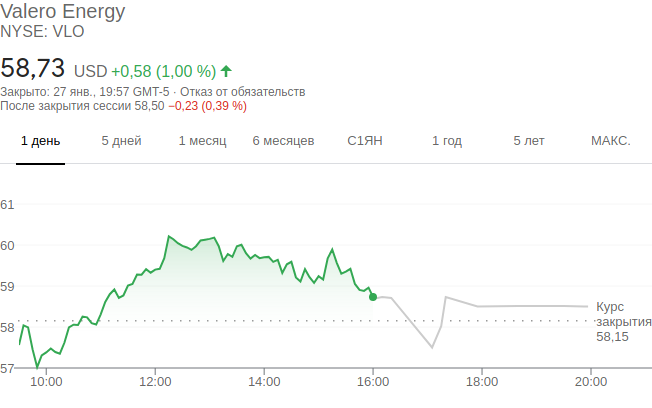 Valero Energy
NYSE: VLO
58,73 USD +0,58 (1,00 %)
Закрыто: 27 янв., 19:57 GMT-5 · Отказ от обязательств
После закрытия сессии 58,50 −0,23 (0,39 %)
1 день 5 дней 1 месяц 6 месяцев С1ЯН 1 год 5 лет МАКС.
61
60
59
58
57
Курс
закрытия
58,15
10:00 12:00 14:00 16:00 18:00 20:00